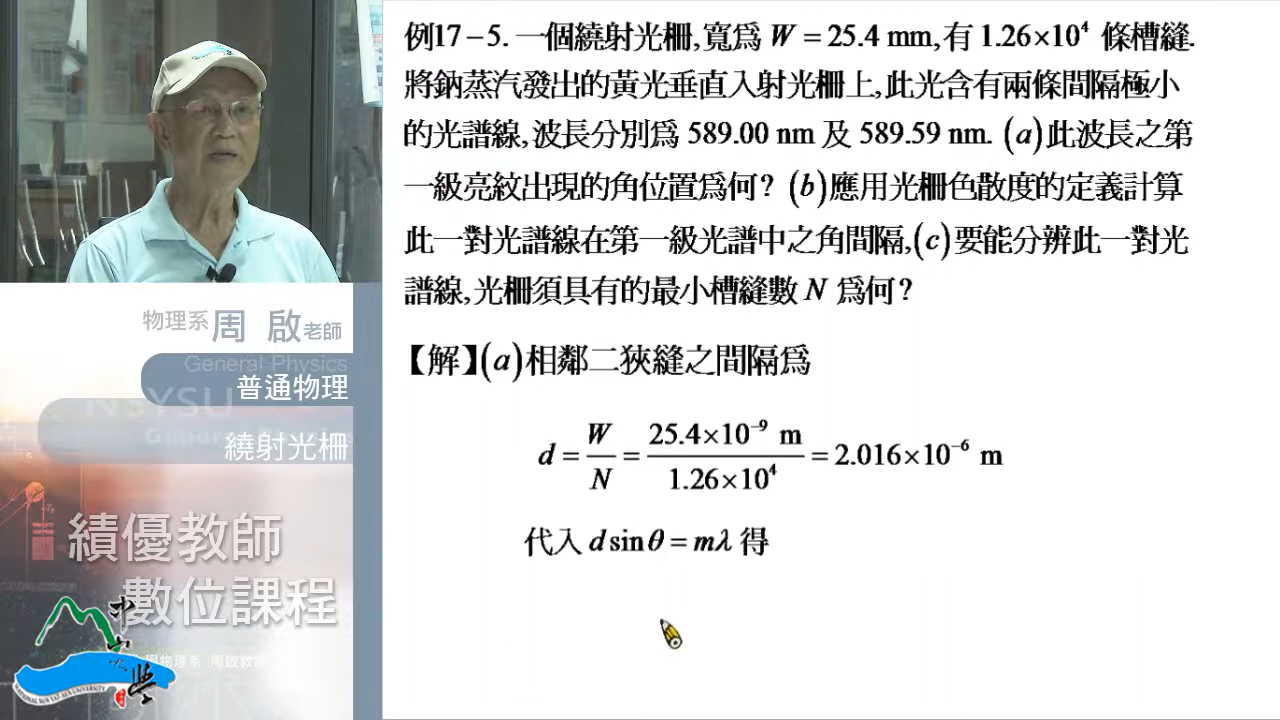 例17－5. 一個繞射光柵,寬爲 W = 25.4 mm,有 1.26×10⁴ 條槽縫.
將鈉蒸汽發出的黃光垂直入射光柵上,此光含有兩條間隔極小
的光譜線,波長分別爲 589.00 nm 及 589.59 nm. (a)此波長之第
一級亮紋出現的角位置爲何? (b)應用光柵色散度的定義計算
此一對光譜線在第一級光譜中之角間隔,(c)要能分辨此一對光
譜線,光柵須具有的最小槽縫數 N 爲何?
【解】(a)相鄰二狹縫之間隔爲
d = W/N = 25.4×10⁻⁹ m / 1.26×10⁴ = 2.016×10⁻⁶ m
代入 d sinθ = mλ 得
物理系 周 啟 老師
General Physics
普通物理
NSYSU
繞射光柵
績優教師
數位課程